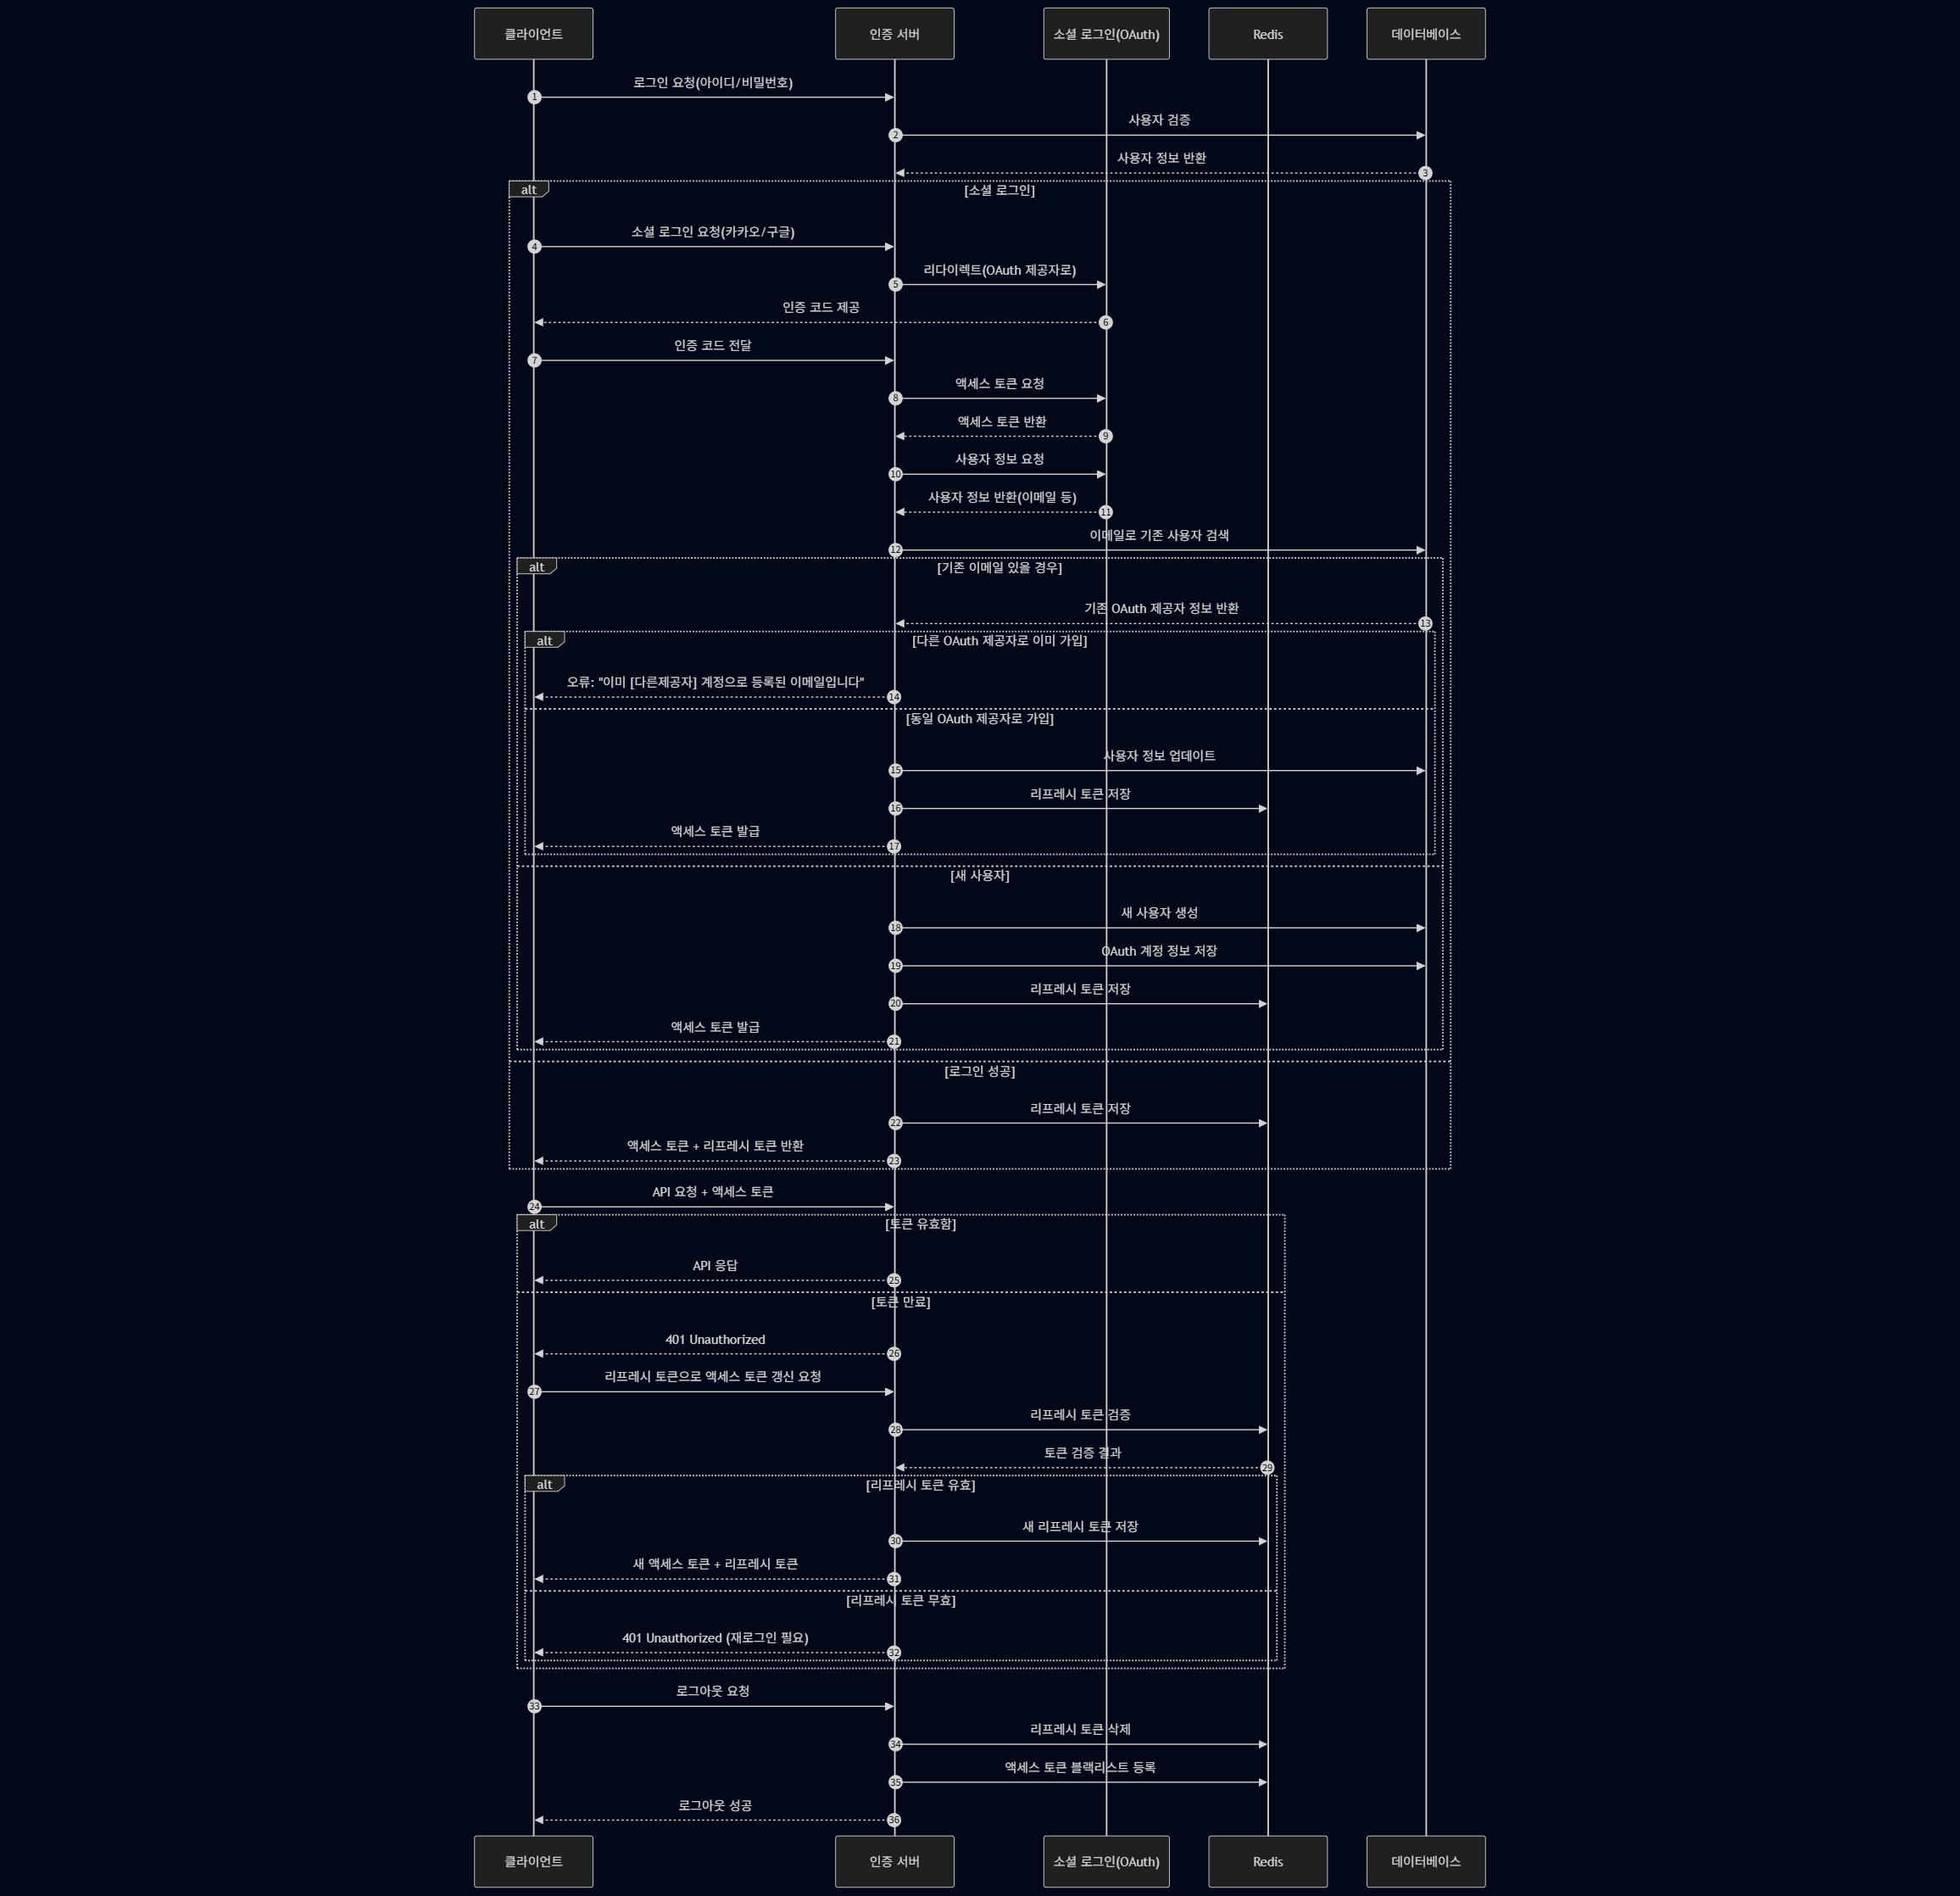 클라이언트
인증 서버
소셜 로그인(OAuth)
Redis
데이터베이스
로그인 요청(아이디/비밀번호)
1
사용자 검증
2
사용자 정보 반환
3
alt
[소셜 로그인]
소셜 로그인 요청(카카오/구글)
4
리다이렉트(OAuth 제공자로)
5
인증 코드 제공
6
인증 코드 전달
7
액세스 토큰 요청
8
액세스 토큰 반환
9
사용자 정보 요청
10
사용자 정보 반환(이메일 등)
11
이메일로 기존 사용자 검색
12
alt
[기존 이메일 있을 경우]
기존 OAuth 제공자 정보 반환
13
alt
[다른 OAuth 제공자로 이미 가입]
오류: "이미 [다른제공자] 계정으로 등록된 이메일입니다"
14
[동일 OAuth 제공자로 가입]
사용자 정보 업데이트
15
리프레시 토큰 저장
16
액세스 토큰 발급
17
[새 사용자]
새 사용자 생성
18
OAuth 계정 정보 저장
19
리프레시 토큰 저장
20
액세스 토큰 발급
21
[로그인 성공]
리프레시 토큰 저장
22
액세스 토큰 + 리프레시 토큰 반환
23
API 요청 + 액세스 토큰
24
alt
[토큰 유효함]
API 응답
25
[토큰 만료]
401 Unauthorized
26
리프레시 토큰으로 액세스 토큰 갱신 요청
27
리프레시 토큰 검증
28
토큰 검증 결과
29
alt
[리프레시 토큰 유효]
새 리프레시 토큰 저장
30
새 액세스 토큰 + 리프레시 토큰
31
[리프레시 토큰 무효]
401 Unauthorized (재로그인 필요)
32
로그아웃 요청
33
리프레시 토큰 삭제
34
액세스 토큰 블랙리스트 등록
35
로그아웃 성공
36
클라이언트
인증 서버
소셜 로그인(OAuth)
Redis
데이터베이스